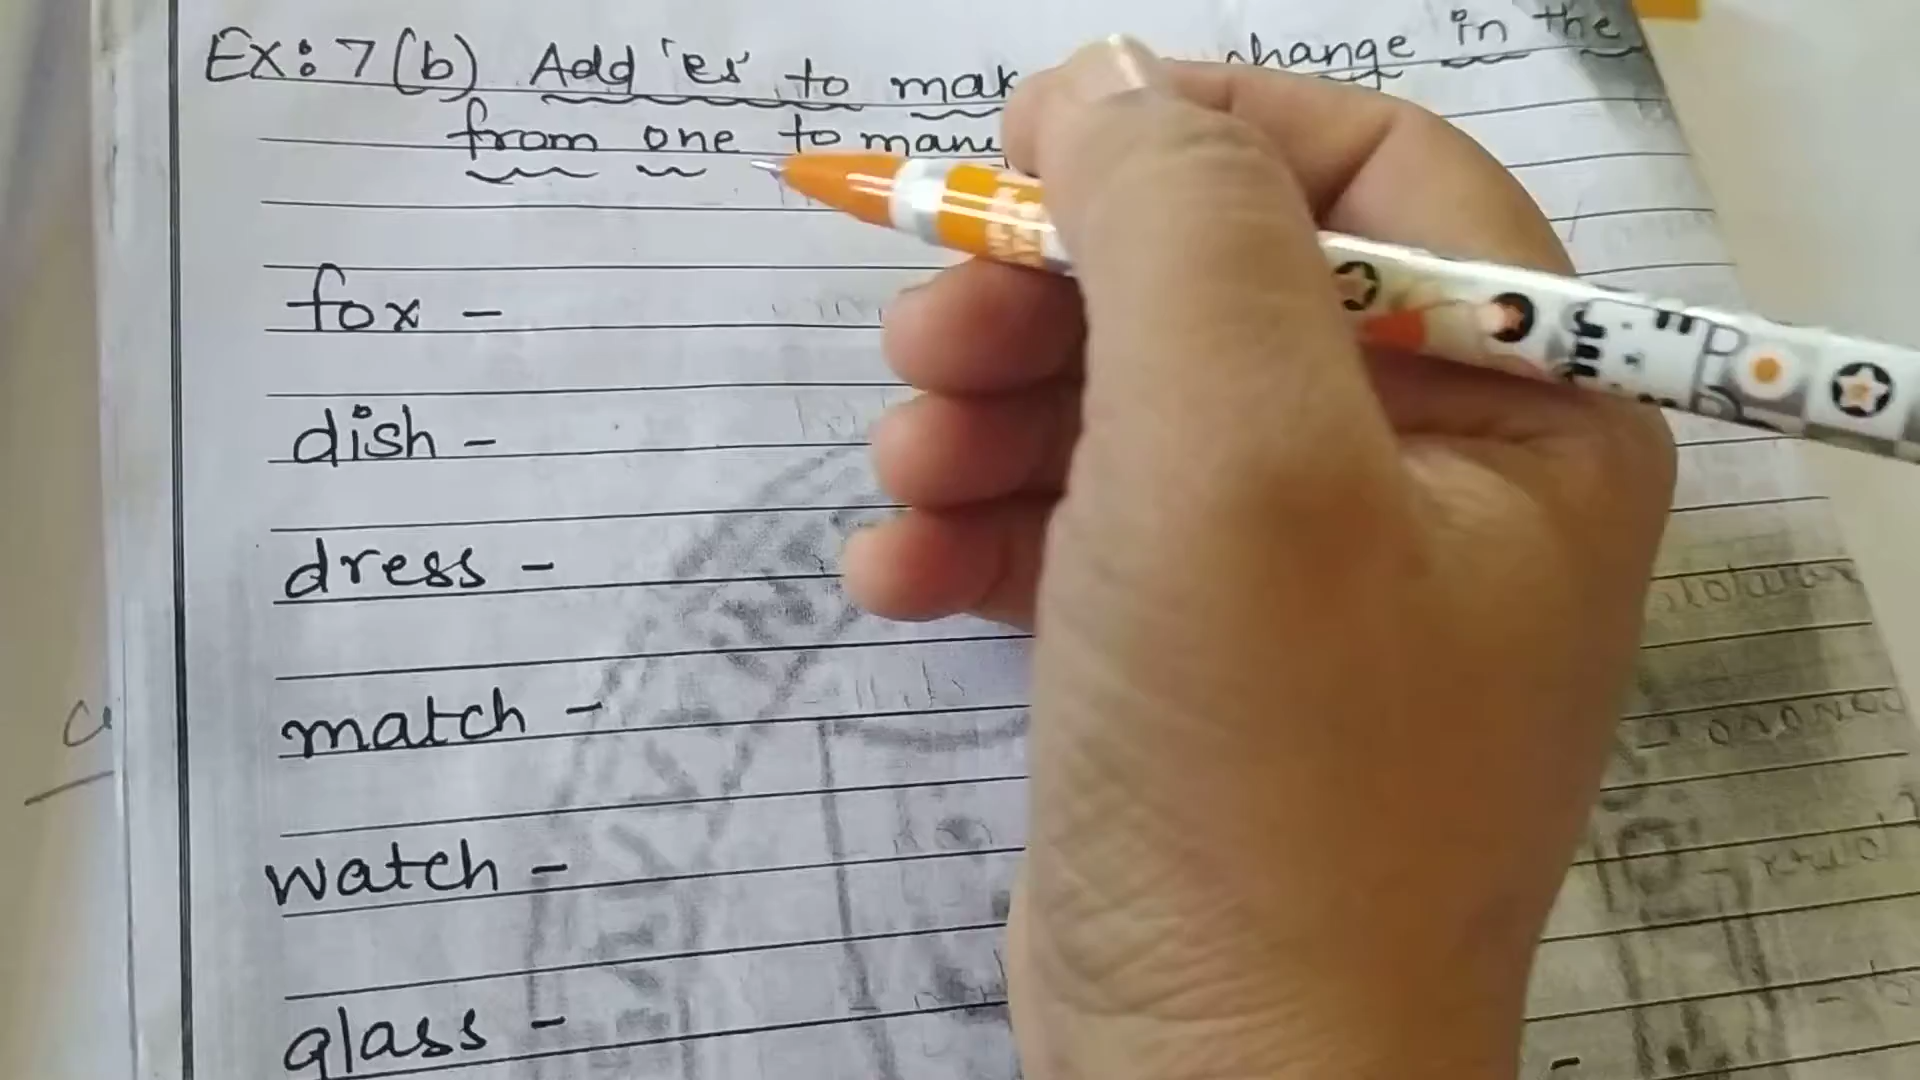 Ex: 7 (b) Add 'es' to mak change in the
from one to many
fox -
dish -
dress -
match -
watch -
glass -